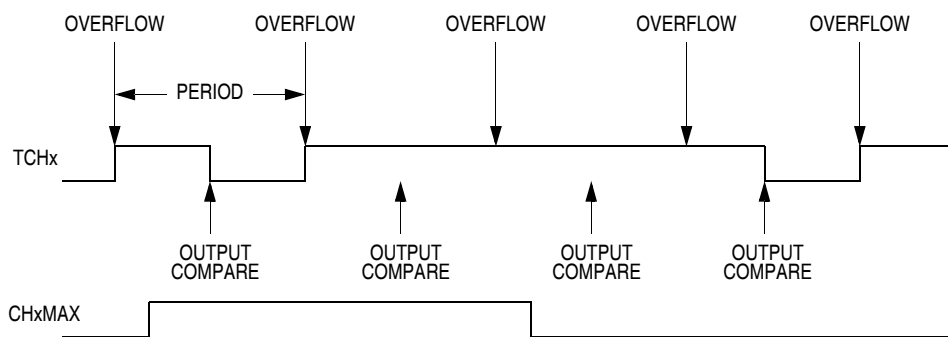 OVERFLOW OVERFLOW OVERFLOW OVERFLOW OVERFLOW
PERIOD
TCHx
OUTPUT OUTPUT OUTPUT OUTPUT
COMPARE COMPARE COMPARE COMPARE
CHxMAX